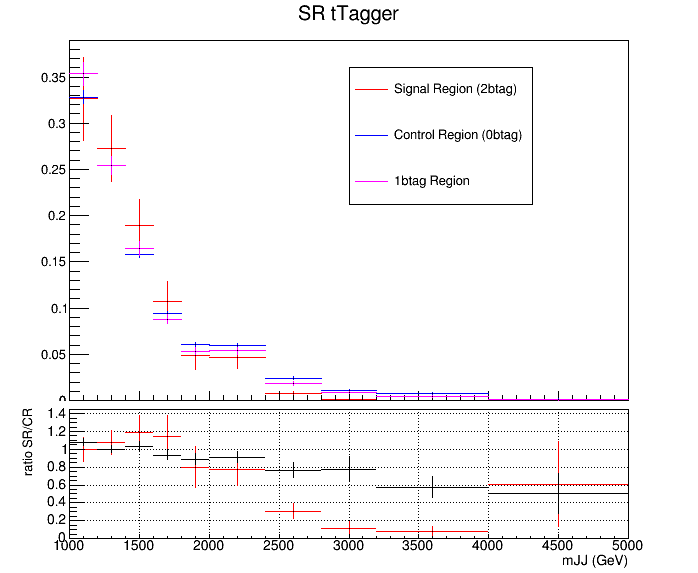 SR tTagger
0.35
0.3
0.25
0.2
0.15
0.1
0.05
0
Signal Region (2btag)
Control Region (0btag)
1btag Region
ratio SR/CR
1.4
1.2
1
0.8
0.6
0.4
0.2
0
1000 1500 2000 2500 3000 3500 4000 4500 5000
mJJ (GeV)